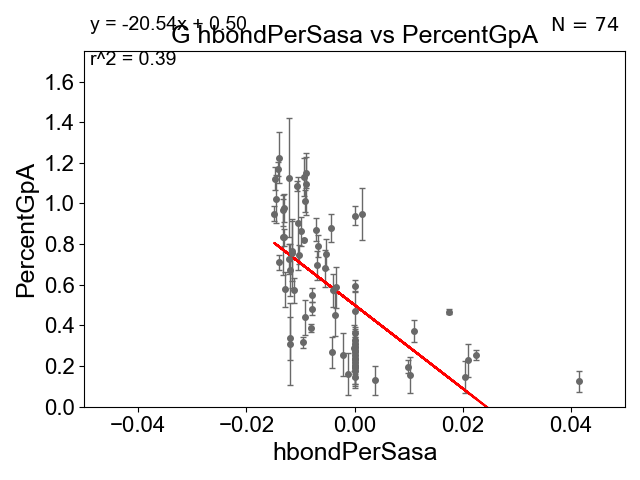 y = -20.54x + 0.50
G hbondPerSasa vs PercentGpA
N = 74
r^2 = 0.39
1.6
1.4
1.2
1.0
0.8
0.6
0.4
0.2
0.0
PercentGpA
−0.04
−0.02
0.00
0.02
0.04
hbondPerSasa